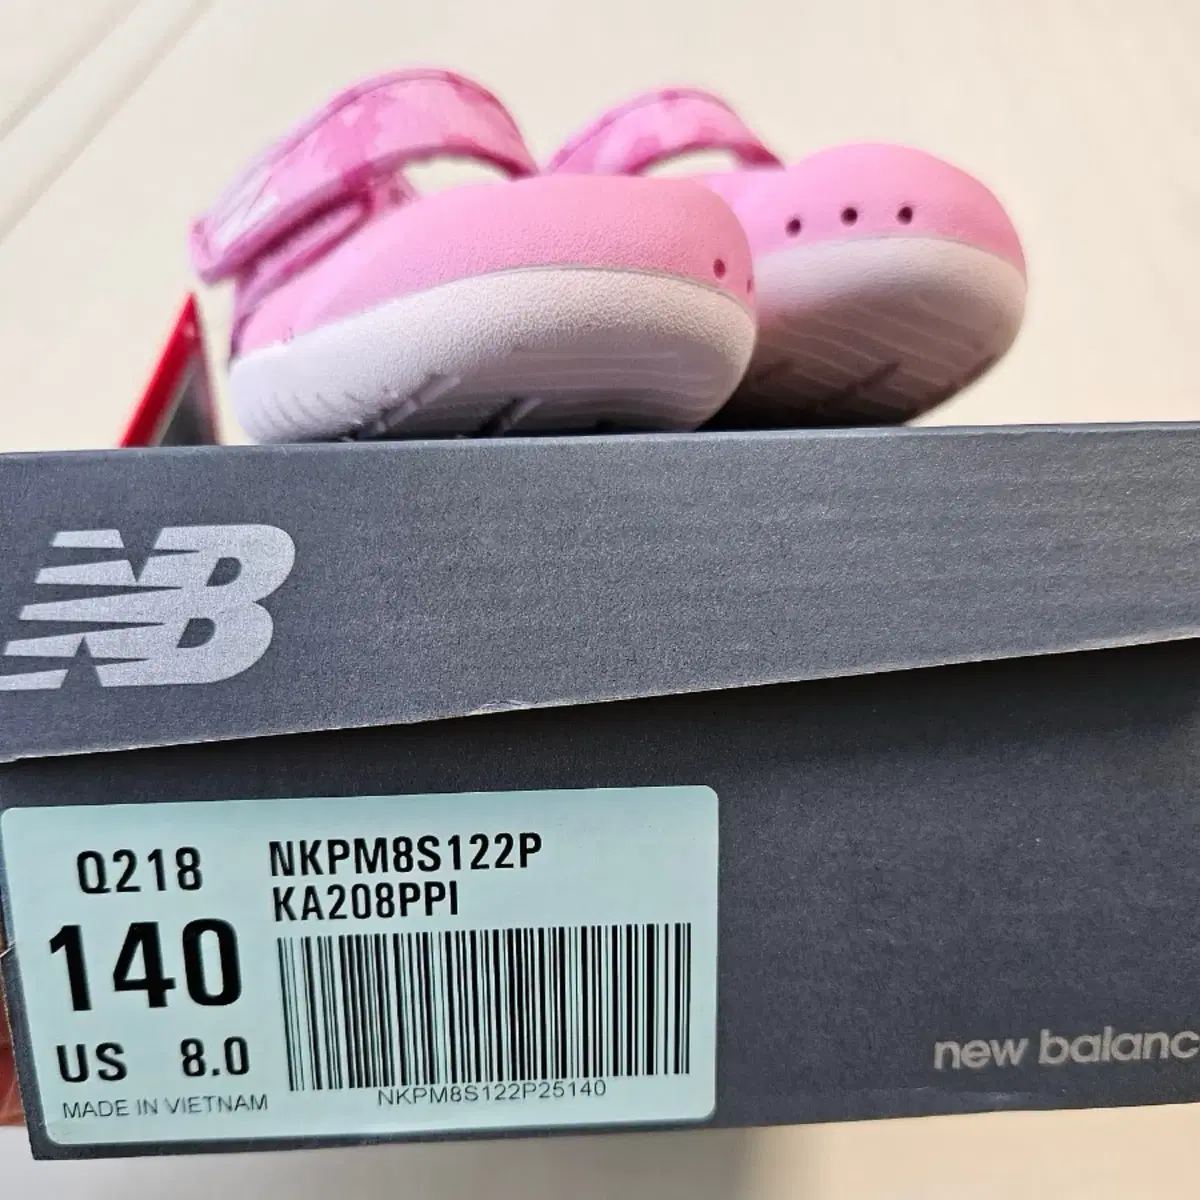 NB
Q218
NKPM8S122P
KA208PPI
140
US 8.0
NKPM8S122P25140
MADE IN VIETNAM
new balanc